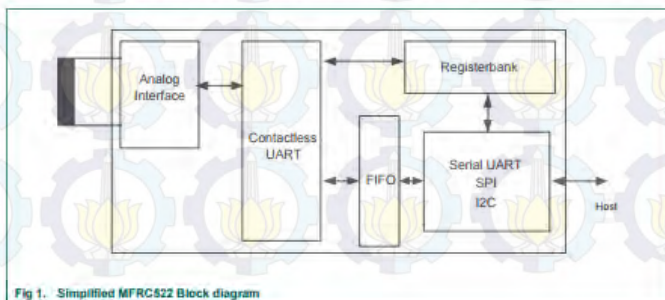 Analog
Interface
Contactless
UART
Registerbank
FIFO
Serial UART
SPI
I2C
Host
Fig 1. Simplified MFRC522 Block diagram